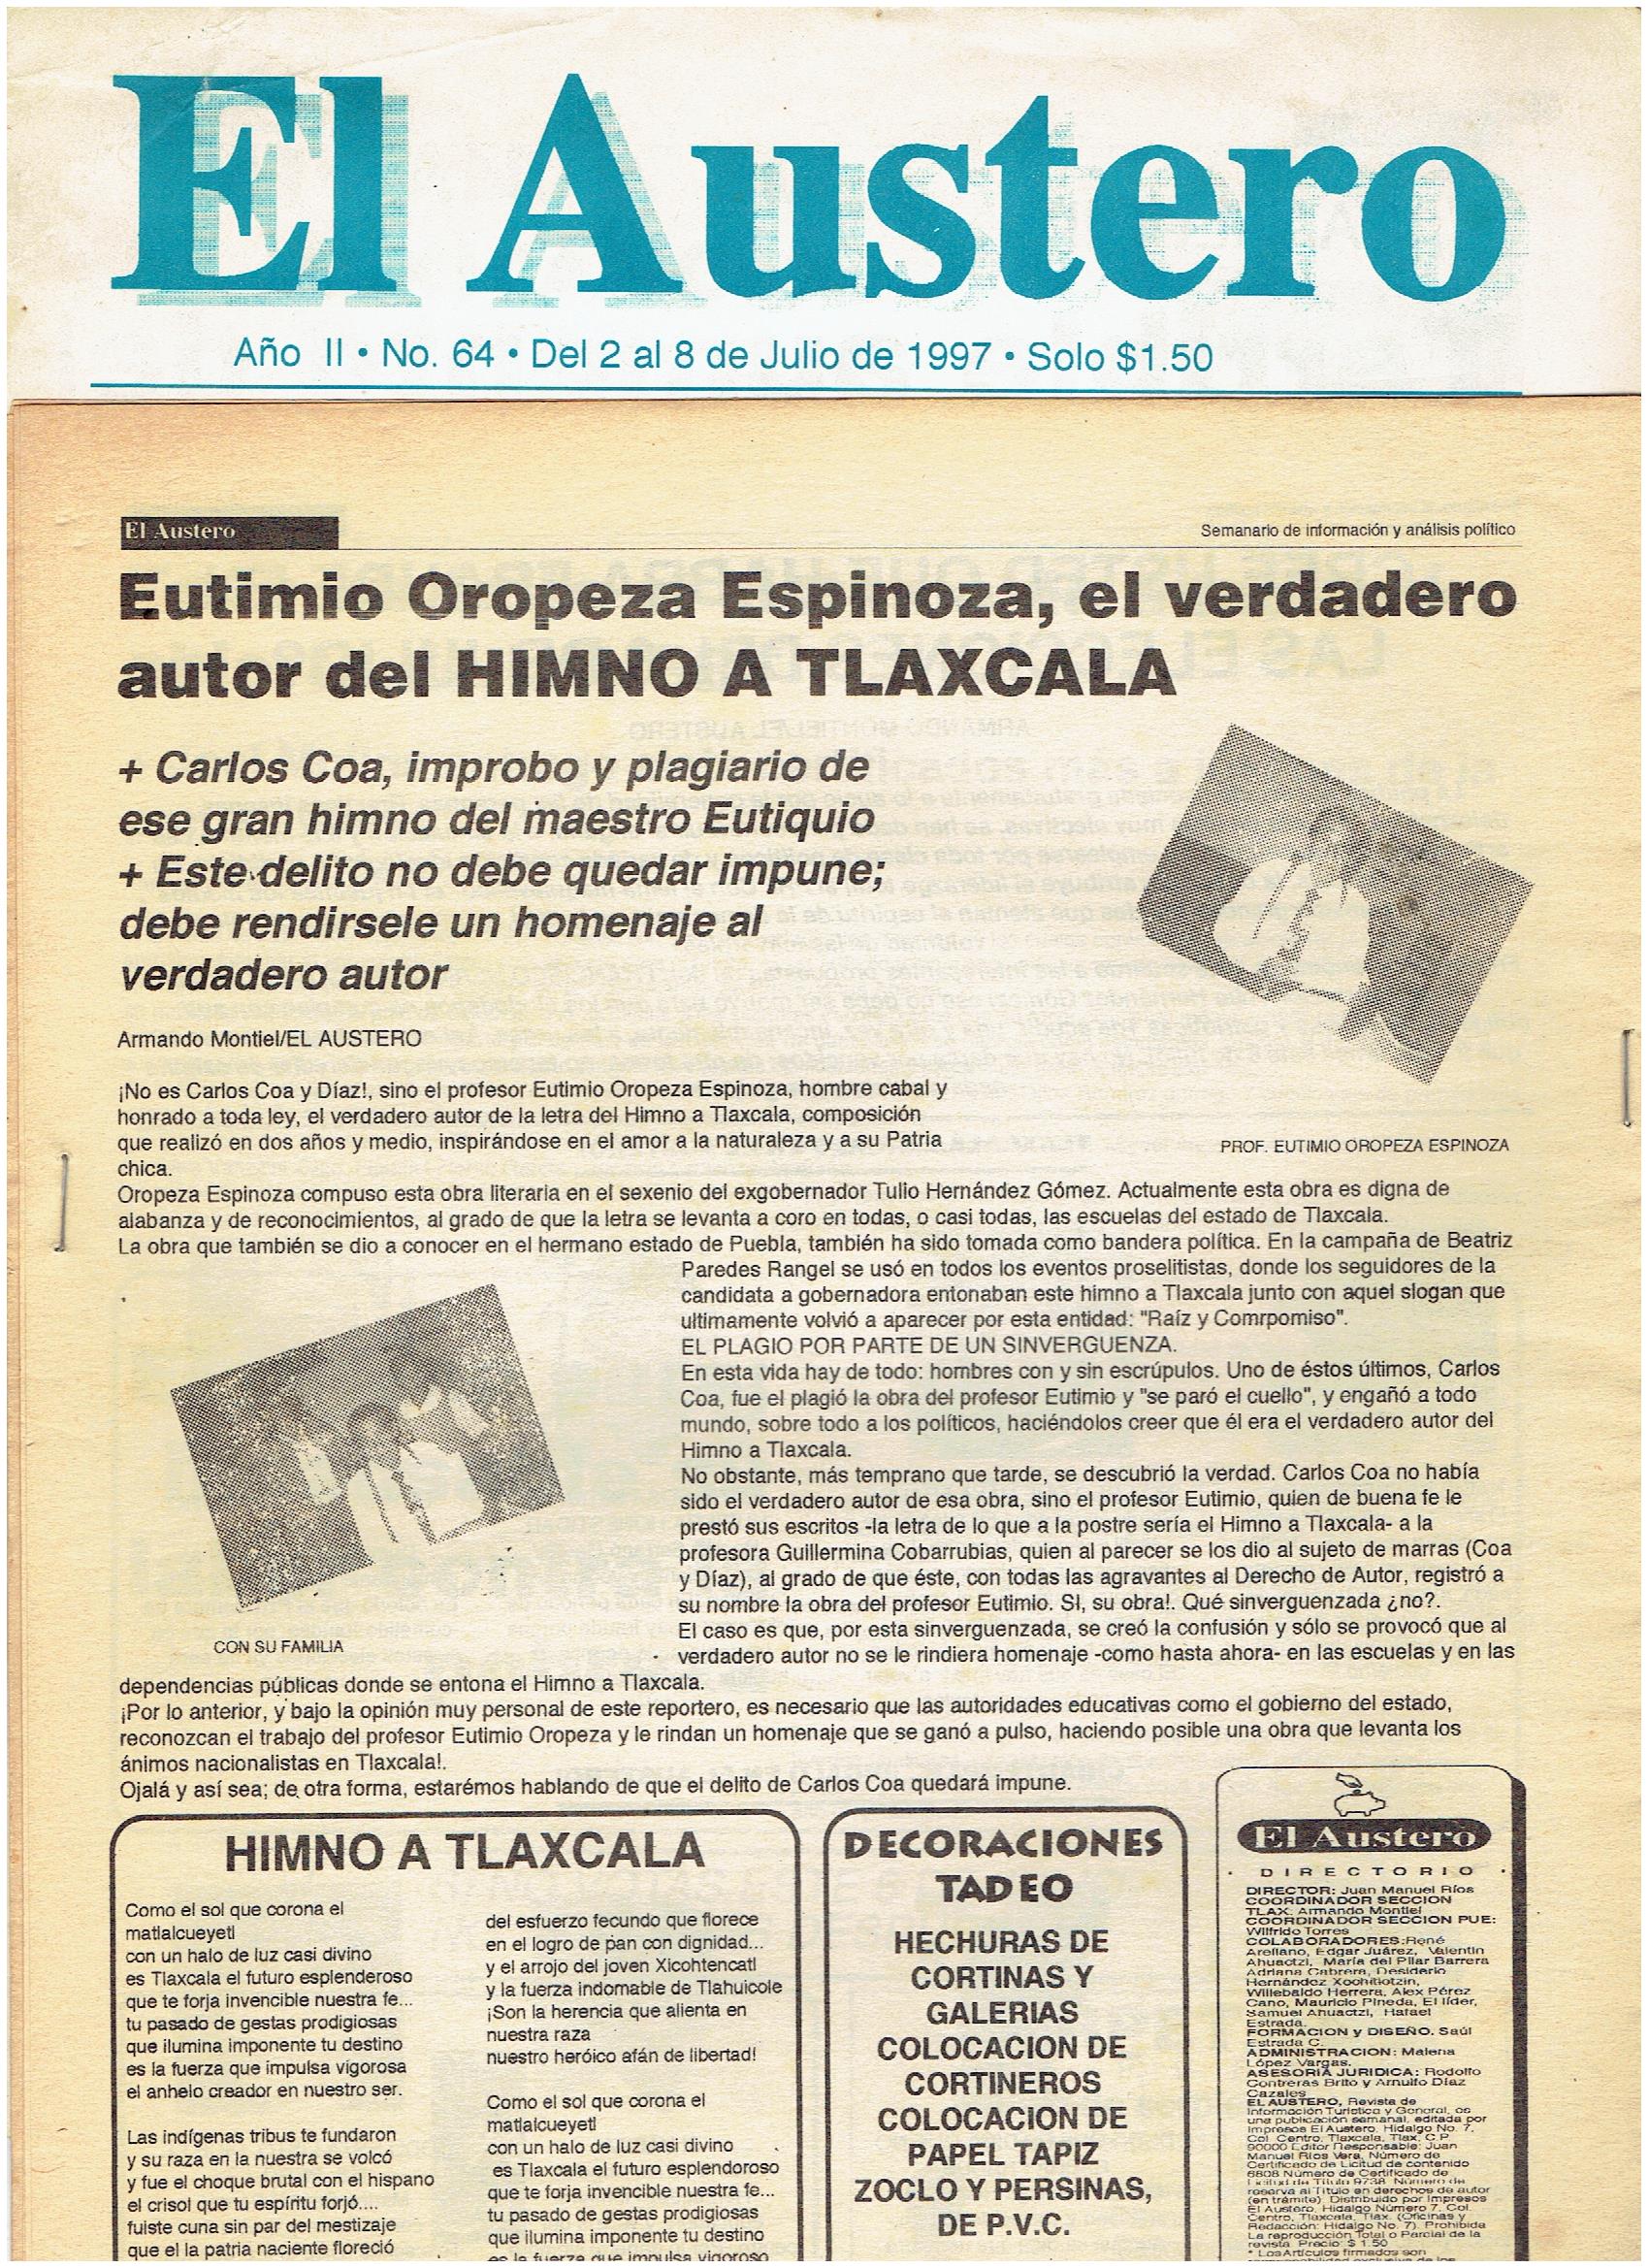 El Austero
Año II • No. 64 • Del 2 al 8 de Julio de 1997 • Solo $1.50
El Austero
Semanario de información y análisis político
Eutimio Oropeza Espinoza, el verdadero
autor del HIMNO A TLAXCALA
+ Carlos Coa, improbo y plagiario de
ese gran himno del maestro Eutiquio
+ Este delito no debe quedar impune;
debe rendirsele un homenaje al
verdadero autor
Armando Montiel/EL AUSTERO
¡No es Carlos Coa y Díaz!, sino el profesor Eutimio Oropeza Espinoza, hombre cabal y
honrado a toda ley, el verdadero autor de la letra del Himno a Tlaxcala, composición
que realizó en dos años y medio, inspirándose en el amor a la naturaleza y a su Patria
chica.
PROF. EUTIMIO OROPEZA ESPINOZA
Oropeza Espinoza compuso esta obra literaria en el sexenio del exgobernador Tulio Hernández Gómez. Actualmente esta obra es digna de
alabanza y de reconocimientos, al grado de que la letra se levanta a coro en todas, o casi todas, las escuelas del estado de Tlaxcala.
La obra que también se dio a conocer en el hermano estado de Puebla, también ha sido tomada como bandera política. En la campaña de Beatriz
Paredes Rangel se usó en todos los eventos proselitistas, donde los seguidores de la
candidata a gobernadora entonaban este himno a Tlaxcala junto con aquel slogan que
ultimamente volvió a aparecer por esta entidad: "Raíz y Comrpomiso".
EL PLAGIO POR PARTE DE UN SINVERGUENZA.
En esta vida hay de todo: hombres con y sin escrúpulos. Uno de éstos últimos, Carlos
Coa, fue el plagió la obra del profesor Eutimio y "se paró el cuello", y engañó a todo
mundo, sobre todo a los políticos, haciéndolos creer que él era el verdadero autor del
Himno a Tlaxcala.
No obstante, más temprano que tarde, se descubrió la verdad. Carlos Coa no había
sido el verdadero autor de esa obra, sino el profesor Eutimio, quien de buena fe le
prestó sus escritos -la letra de lo que a la postre sería el Himno a Tlaxcala- a la
profesora Guillermina Cobarrubias, quien al parecer se los dio al sujeto de marras (Coa
y Díaz), al grado de que éste, con todas las agravantes al Derecho de Autor, registró a
su nombre la obra del profesor Eutimio. SI, su obra!. Qué sinverguenzada ¿no?.
El caso es que, por esta sinverguenzada, se creó la confusión y sólo se provocó que al
verdadero autor no se le rindiera homenaje -como hasta ahora- en las escuelas y en las
CON SU FAMILIA
dependencias públicas donde se entona el Himno a Tlaxcala.
¡Por lo anterior, y bajo la opinión muy personal de este reportero, es necesario que las autoridades educativas como el gobierno del estado,
reconozcan el trabajo del profesor Eutimio Oropeza y le rindan un homenaje que se ganó a pulso, haciendo posible una obra que levanta los
ánimos nacionalistas en Tlaxcala!.
Ojalá y así sea; de otra forma, estarémos hablando de que el delito de Carlos Coa quedará impune.
HIMNO A TLAXCALA
Como el sol que corona el
matlalcueyetl
con un halo de luz casi divino
es Tlaxcala el futuro esplenderoso
que te forja invencible nuestra fe...
tu pasado de gestas prodigiosas
que ilumina imponente tu destino
es la fuerza que impulsa vigorosa
el anhelo creador en nuestro ser.
Las indígenas tribus te fundaron
y su raza en la nuestra se volcó
y fue el choque brutal con el hispano
el crisol que tu espíritu forjó....
fuiste cuna sin par del mestizaje
que el la patria naciente floreció
del esfuerzo fecundo que florece
en el logro de pan con dignidad...
y el arrojo del joven Xicohtencatl
y la fuerza indomable de Tlahuicole
¡Son la herencia que alienta en
nuestra raza
nuestro heróico afán de libertad!
Como el sol que corona el
matlalcueyetl
con un halo de luz casi divino
es Tlaxcala el futuro esplendoroso
que te forja invencible nuestra fe...
tu pasado de gestas prodigiosas
que ilumina imponente tu destino
es la fuerza que impulsa vigoroso
DECORACIONES
TADEO
HECHURAS DE
CORTINAS Y
GALERIAS
COLOCACION DE
CORTINEROS
COLOCACION DE
PAPEL TAPIZ
ZOCLO Y PERSINAS,
DE P.V.C.
El Austero
DIRECTORIO
DIRECTOR: Juan Manuel Ríos
COORDINADOR SECCION
TLAX: Armando Montiel
COORDINADOR SECCION PUE:
Wilfrido Torres
COLABORADORES:René
Arellano, Edgar Juárez, Valentin
Ahuactzi, María del Pilar Barrera
Adriana Cabrera, Desiderio
Hernández Xochitiotzin,
Willebaldo Herrera, Alex Pérez
Cano, Mauricio Pineda, El líder,
Samuel Ahuactzi, Rafael
Estrada.
FORMACION y DISEÑO. Saúl
Estrada C.
ADMINISTRACION: Malena
López Vargas.
ASESORIA JURIDICA: Rodolfo
Contreras Brito y Arnulfo Díaz
Cazales
EL AUSTERO, Revista de
Información Turística y General, es
una publicación semanal, editada por
Impresos El Austero. Hidalgo No. 7,
Col. Centro, Tlaxcala, Tlax. C.P.
90000 Editor Responsable: Juan
Manuel Ríos Vera, Número de
Certificado de Licitud de contenido
6808 Número de Certificado de
Licitud de Título 9738. Número de
reserva al Título en derechos de autor
(en trámite). Distribuido por Impresos
El Austero, Hidalgo Número 7, Col.
Centro, Tlaxcala, Tlax. (Oficinas y
Redacción: Hidalgo No. 7). Prohibida
La reproducción Total o Parcial de la
revista. Precio: $ 1.50
* Los Artículos firmados son